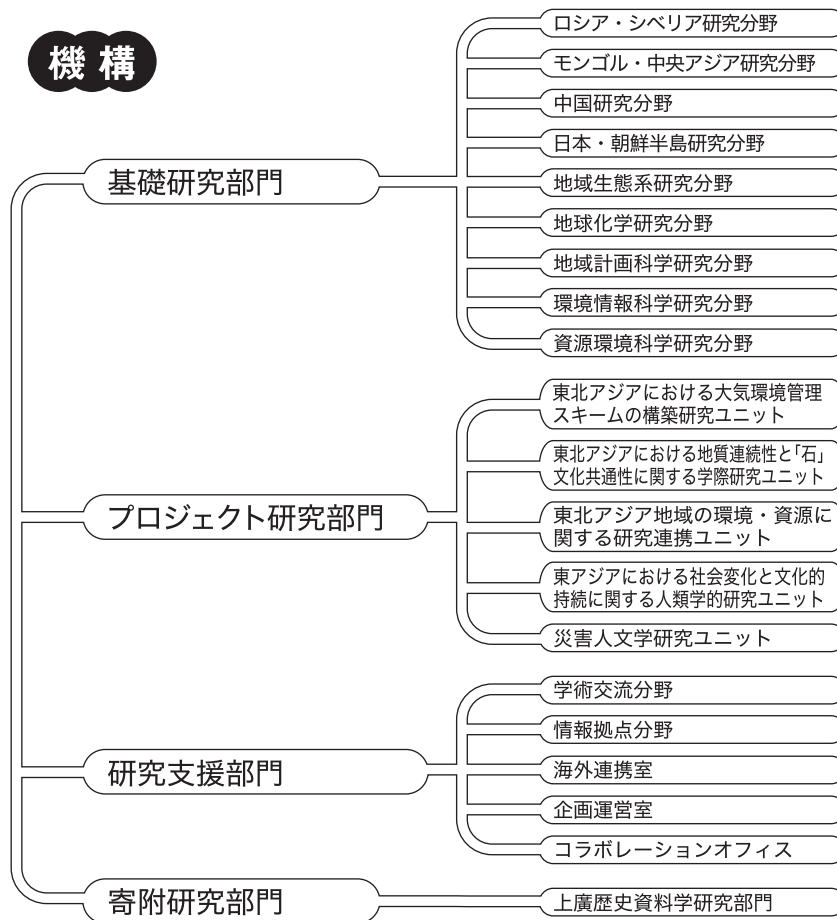 機構
基礎研究部門
ロシア・シベリア研究分野
モンゴル・中央アジア研究分野
中国研究分野
日本・朝鮮半島研究分野
地域生態系研究分野
地球化学研究分野
地域計画科学研究分野
環境情報科学研究分野
資源環境科学研究分野
プロジェクト研究部門
東北アジアにおける大気環境管理
スキームの構築研究ユニット
東北アジアにおける地質連続性と「石」
文化共通性に関する学際研究ユニット
東北アジア地域の環境・資源に
関する研究連携ユニット
東アジアにおける社会変化と文化的
持続に関する人類学的研究ユニット
災害人文学研究ユニット
研究支援部門
学術交流分野
情報拠点分野
海外連携室
企画運営室
コラボレーションオフィス
寄附研究部門
上廣歴史資料学研究部門